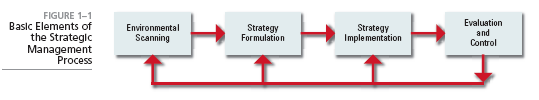 FIGURE 1–1
Basic Elements of
the Strategic
Management
Process
Environmental
Scanning
Strategy
Formulation
Strategy
Implementation
Evaluation
and
Control